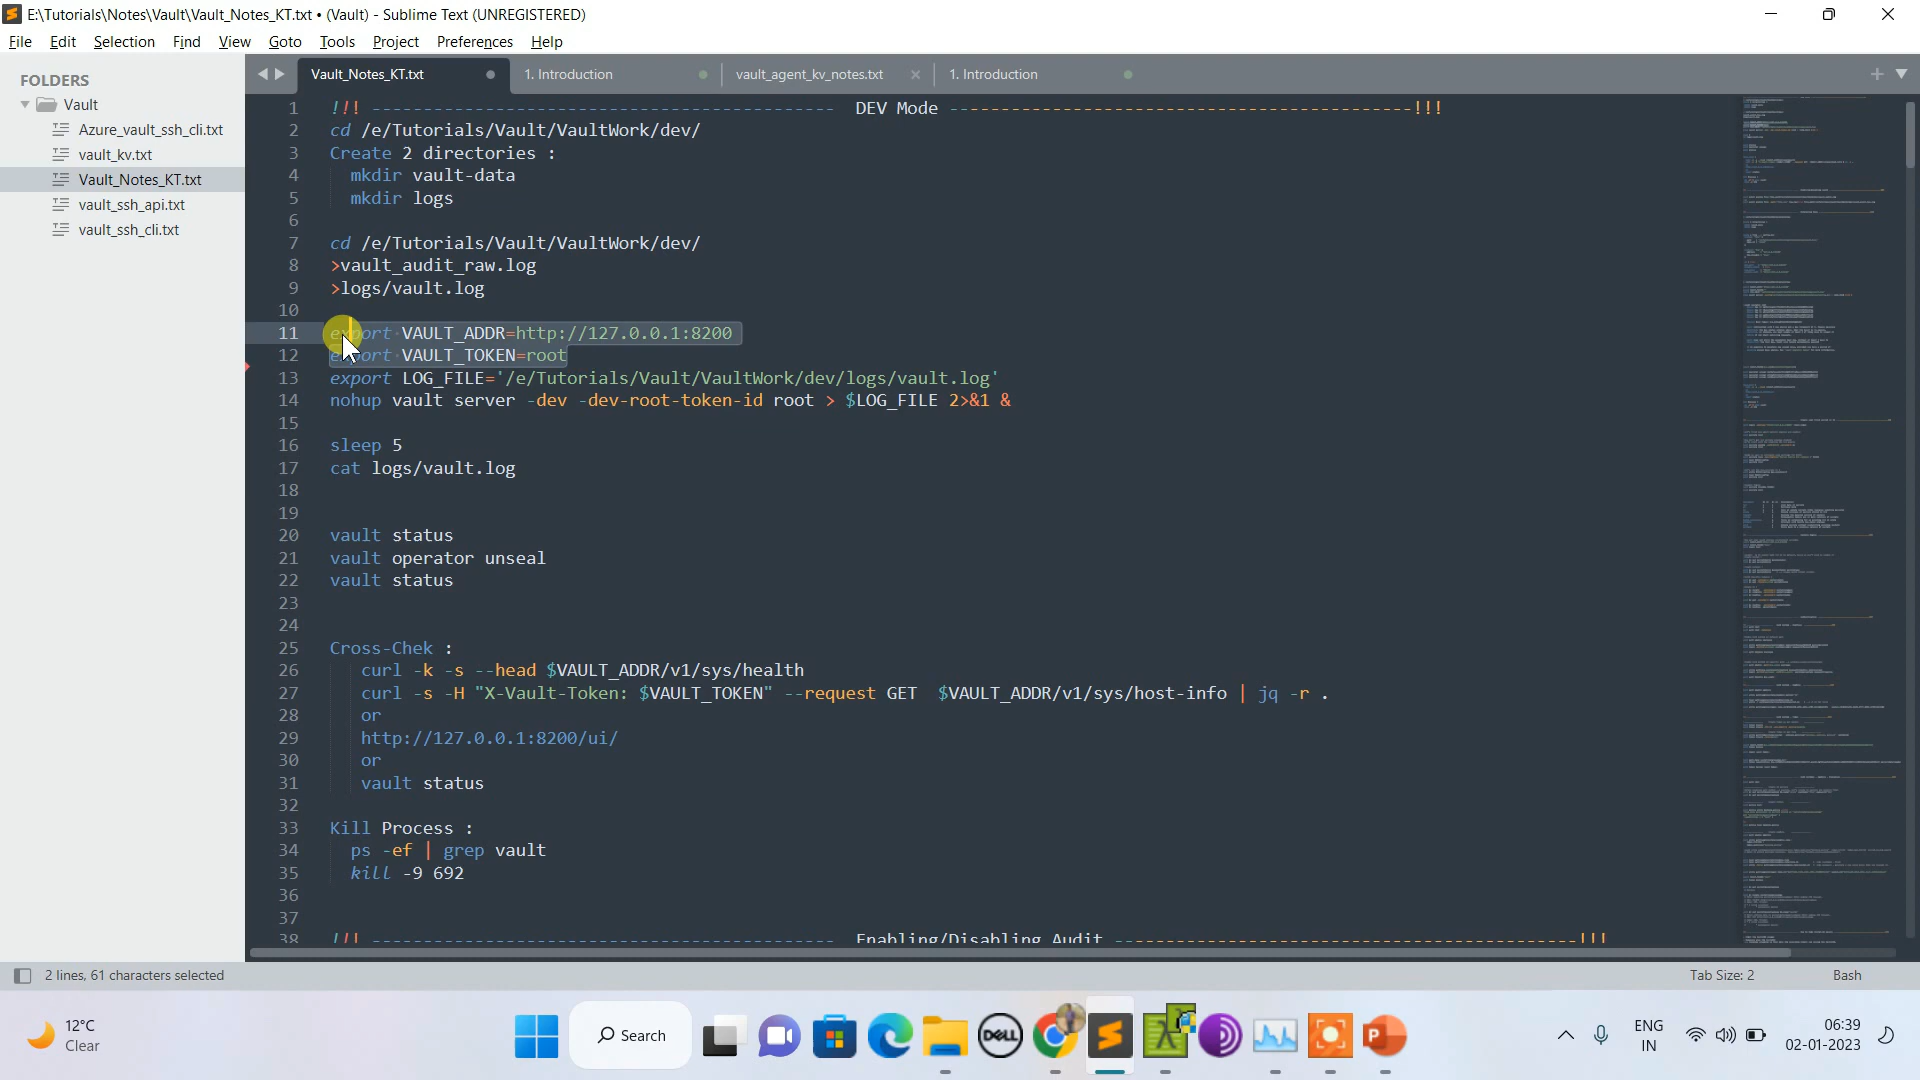 E:\Tutorials\Notes\Vault\Vault_Notes_KT.txt • (Vault) - Sublime Text (UNREGISTERED)
File Edit Selection Find View Goto Tools Project Preferences Help
FOLDERS
Vault
Azure_vault_ssh_cli.txt
vault_kv.txt
Vault_Notes_KT.txt
vault_ssh_api.txt
vault_ssh_cli.txt
Vault_Notes_KT.txt 1. Introduction vault_agent_kv_notes.txt 1. Introduction
1 !!! --------------------------------------------- DEV Mode ---------------------------------------------!!!
2 cd /e/Tutorials/Vault/VaultWork/dev/
3 Create 2 directories :
4 mkdir vault-data
5 mkdir logs
6
7 cd /e/Tutorials/Vault/VaultWork/dev/
8 >vault_audit_raw.log
9 >logs/vault.log
10
11 export VAULT_ADDR=http://127.0.0.1:8200
12 export VAULT_TOKEN=root
13 export LOG_FILE='/e/Tutorials/Vault/VaultWork/dev/logs/vault.log'
14 nohup vault server -dev -dev-root-token-id root > $LOG_FILE 2>&1 &
15
16 sleep 5
17 cat logs/vault.log
18
19
20 vault status
21 vault operator unseal
22 vault status
23
24
25 Cross-Chek :
26 curl -k -s --head $VAULT_ADDR/v1/sys/health
27 curl -s -H "X-Vault-Token: $VAULT_TOKEN" --request GET  $VAULT_ADDR/v1/sys/host-info | jq -r .
28 or
29 http://127.0.0.1:8200/ui/
30 or
31 vault status
32
33 Kill Process :
34 ps -ef | grep vault
35 kill -9 692
36
37
38 !!! --------------------------------------------- Enabling/Disabling Audit ---------------------------------------------!!!
2 lines, 61 characters selected
Tab Size: 2 Bash
12°C
Clear
Search
DELL
ENG
IN
06:39
02-01-2023